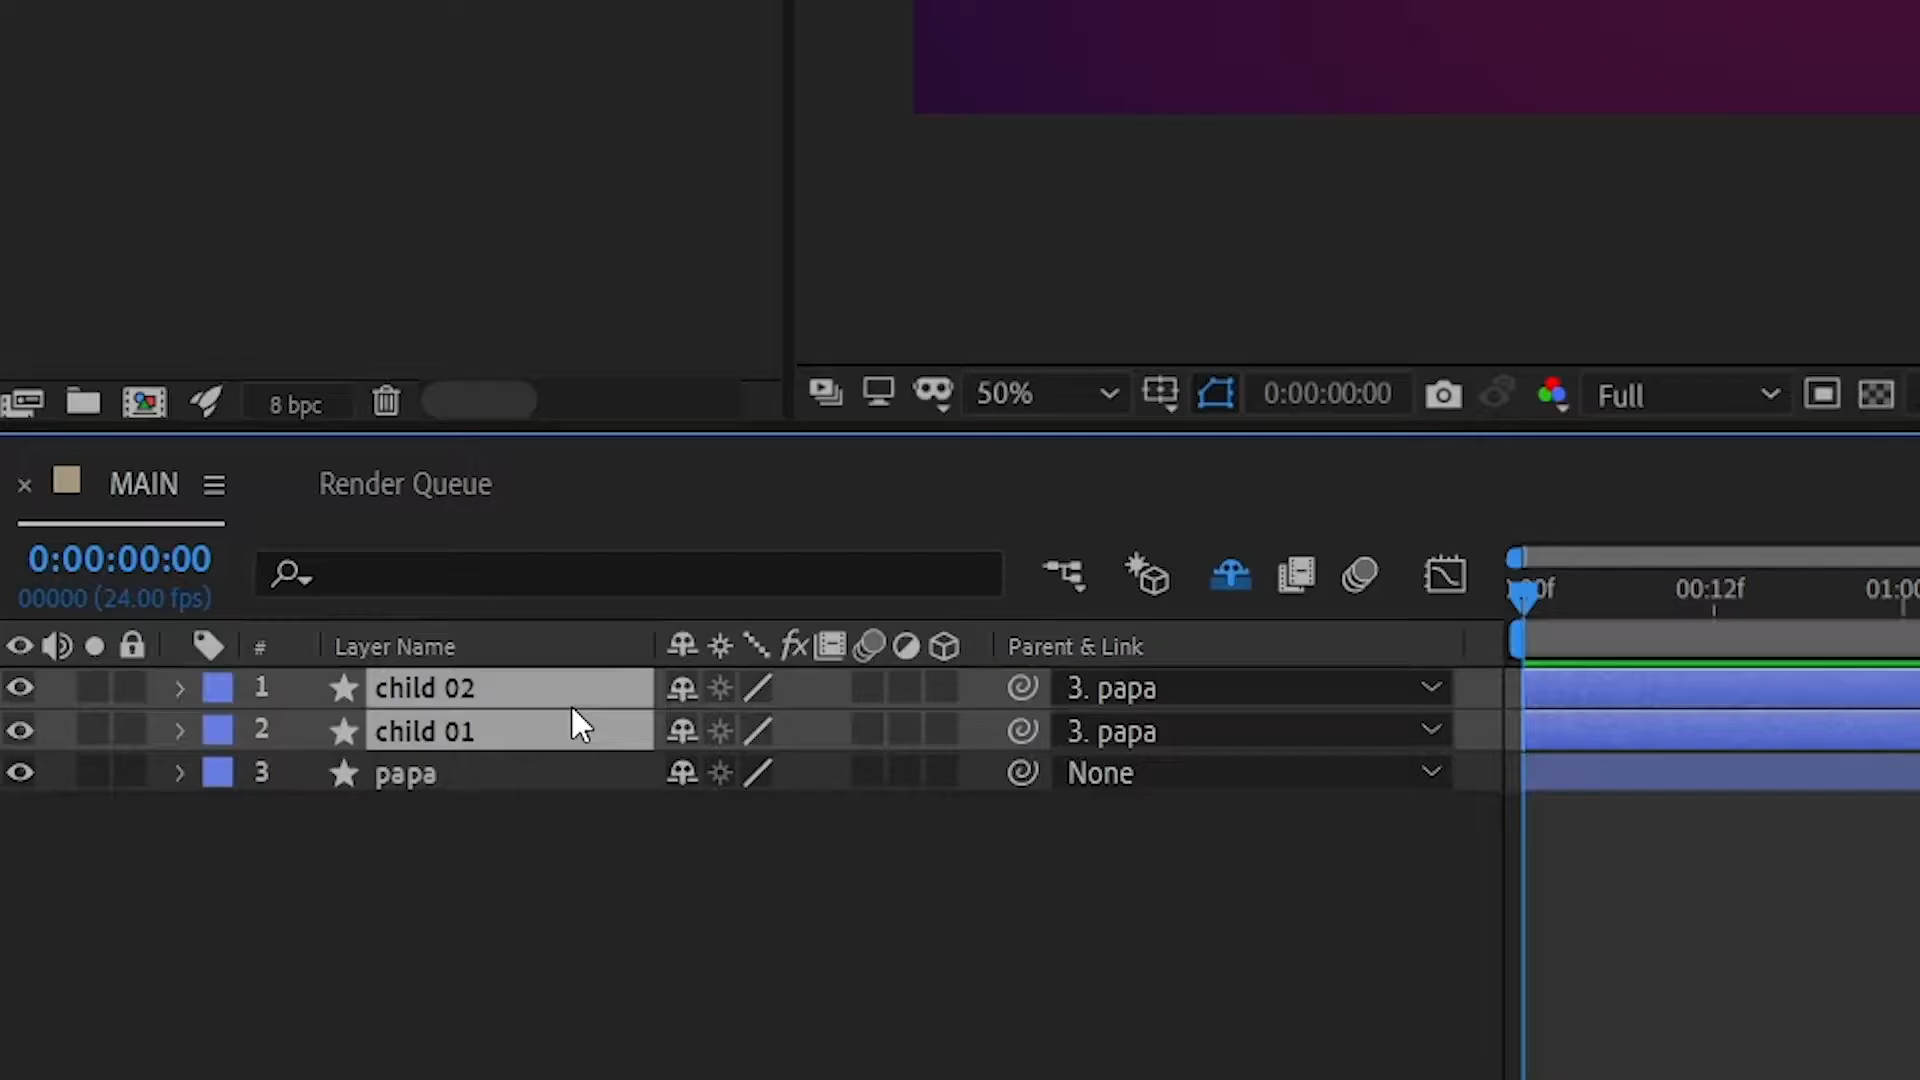 8 bpc
50%
0:00:00:00
Full
MAIN
Render Queue
0:00:00:00
00000 (24.00 fps)
00:12f
# Layer Name fx Parent & Link
1 child 02 3. papa
2 child 01 3. papa
3 papa None